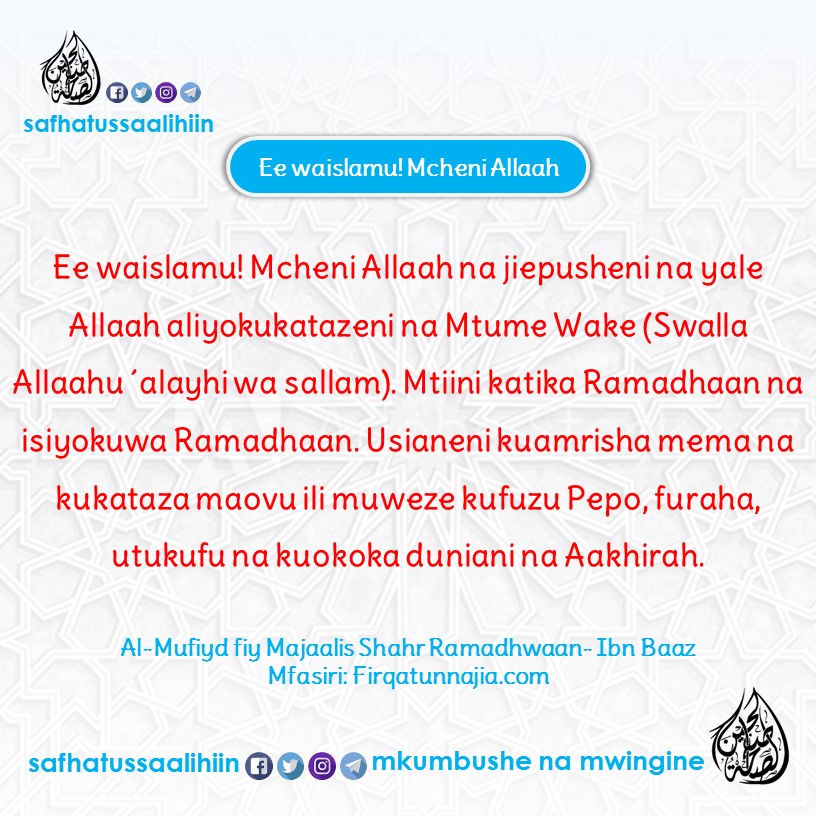 safhatussaalihiin
Ee waislamu! Mcheni Allaah
Ee waislamu! Mcheni Allaah na jiepusheni na yale
Allaah aliyokukatazeni na Mtume Wake (Swalla
Allaahu ´alayhi wa sallam). Mtiini katika Ramadhaan na
isiyokuwa Ramadhaan. Usianeni kuamrisha mema na
kukataza maovu ili muweze kufuzu Pepo, furaha,
utukufu na kuokoka duniani na Aakhirah.
Al-Mufiyd fiy Majaalis Shahr Ramadhwaan- Ibn Baaz
Mfasiri: Firqatunnajia.com
safhatussaalihiin mkumbushe na mwingine